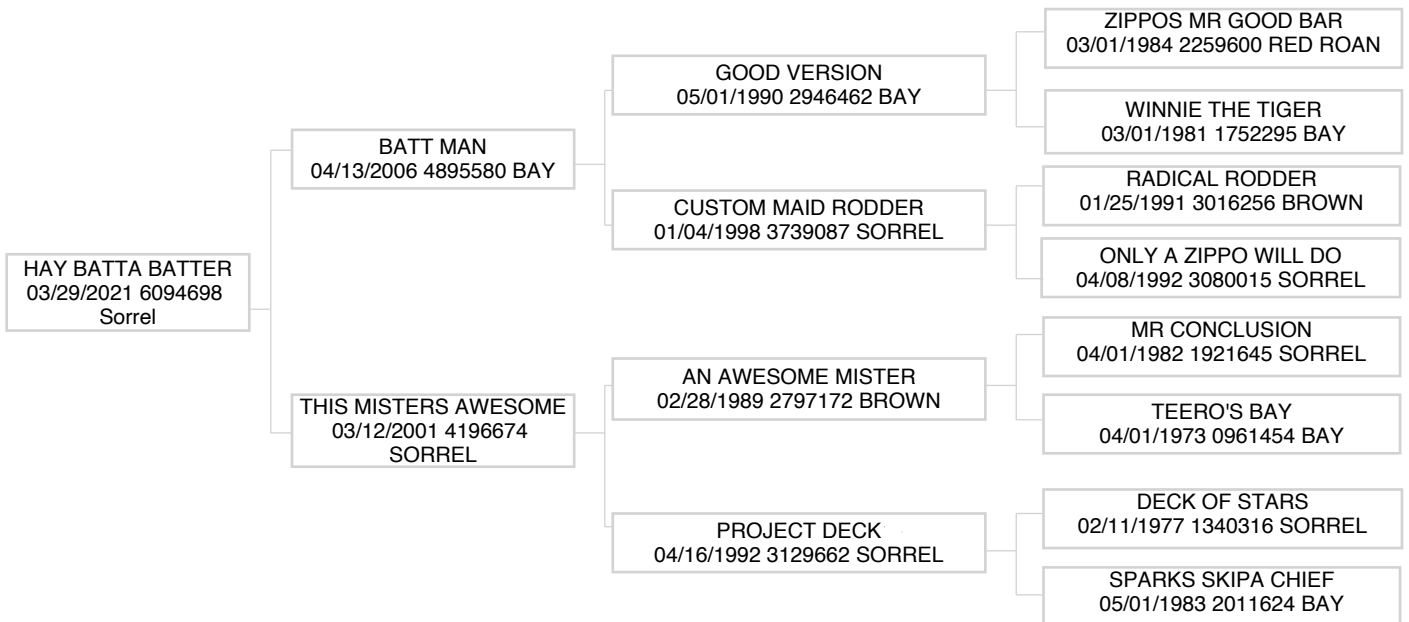 HAY BATTA BATTER
03/29/2021 6094698
Sorrel
BATT MAN
04/13/2006 4895580 BAY
THIS MISTERS AWESOME
03/12/2001 4196674
SORREL
GOOD VERSION
05/01/1990 2946462 BAY
CUSTOM MAID RODDER
01/04/1998 3739087 SORREL
AN AWESOME MISTER
02/28/1989 2797172 BROWN
PROJECT DECK
04/16/1992 3129662 SORREL
ZIPPOS MR GOOD BAR
03/01/1984 2259600 RED ROAN
WINNIE THE TIGER
03/01/1981 1752295 BAY
RADICAL RODDER
01/25/1991 3016256 BROWN
ONLY A ZIPPO WILL DO
04/08/1992 3080015 SORREL
MR CONCLUSION
04/01/1982 1921645 SORREL
TEERO'S BAY
04/01/1973 0961454 BAY
DECK OF STARS
02/11/1977 1340316 SORREL
SPARKS SKIPA CHIEF
05/01/1983 2011624 BAY